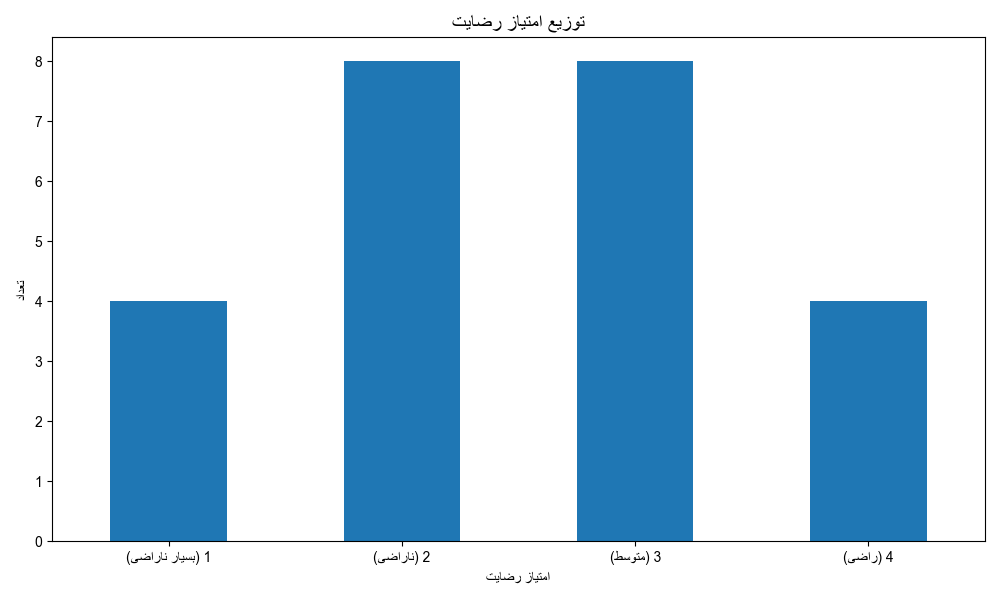 توزیع امتیاز رضایت
8
7
6
5
4
3
2
1
0
تعداد
1 (بسیار ناراضی)
2 (ناراضی)
3 (متوسط)
4 (راضی)
امتیاز رضایت